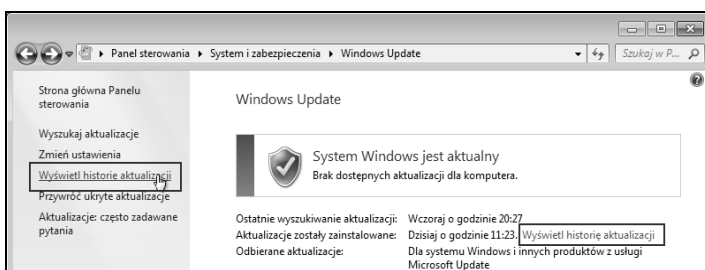 Panel sterowania ▸ System i zabezpieczenia ▸ Windows Update
Szukaj w P...
Strona główna Panelu
sterowania
Wyszukaj aktualizacje
Zmień ustawienia
Wyświetl historie aktualizacji
Przywróć ukryte aktualizacje
Aktualizacje: często zadawane
pytania
Windows Update
System Windows jest aktualny
Brak dostępnych aktualizacji dla komputera.
Ostatnie wyszukiwanie aktualizacji: Wczoraj o godzinie 20:27
Aktualizacje zostały zainstalowane: Dzisiaj o godzinie 11:23. Wyświetl historię aktualizacji
Odbierane aktualizacje: Dla systemu Windows i innych produktów z usługi
Microsoft Update